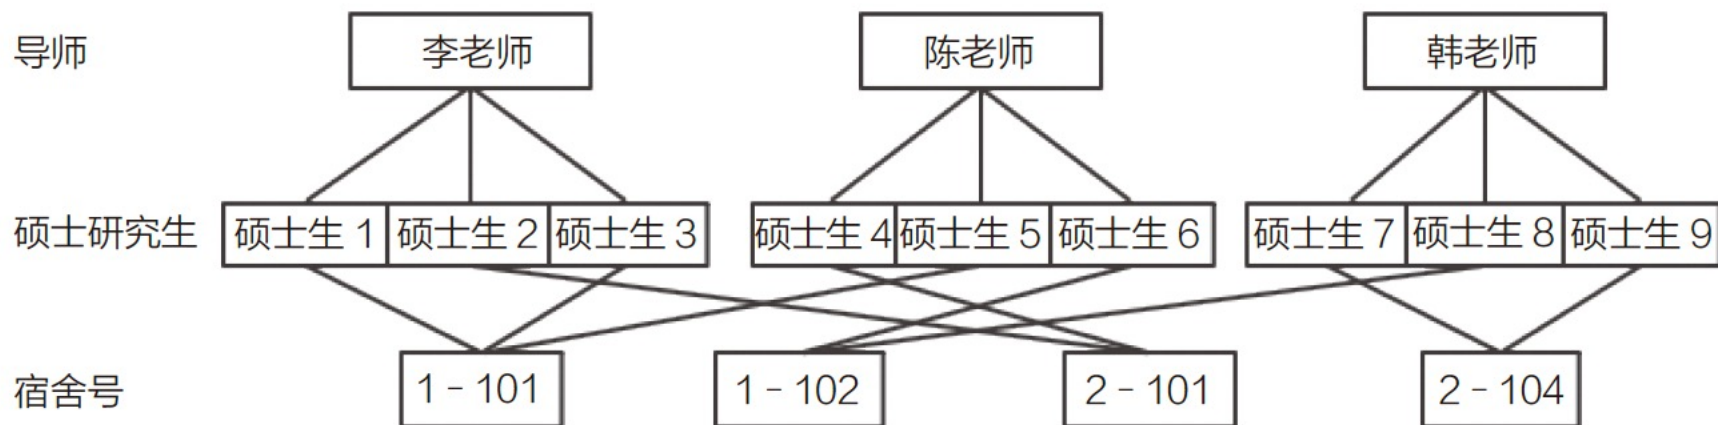 导师 李老师 陈老师 韩老师
硕士研究生 硕士生1 硕士生2 硕士生3 硕士生4 硕士生5 硕士生6 硕士生7 硕士生8 硕士生9
宿舍号 1-101 1-102 2-101 2-104